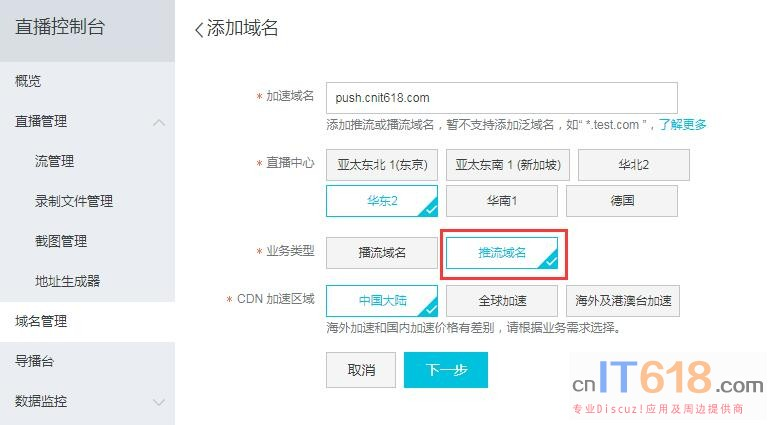 直播控制台
添加域名
概览
直播管理
流管理
录制文件管理
截图管理
地址生成器
域名管理
导播台
数据监控
* 加速域名 push.cnit618.com
添加推流或播流域名，暂不支持添加泛域名，如“ *.test.com ”，了解更多
* 直播中心 亚太东北 1(东京) 亚太东南 1 (新加坡) 华北2
华东2 华南1 德国
* 业务类型 播流域名 推流域名
* CDN 加速区域 中国大陆 全球加速 海外及港澳台加速
海外加速和国内加速价格有差别，请根据业务需求选择。
取消 下一步
cnIT618.com
专业Discuz!应用及周边提供商